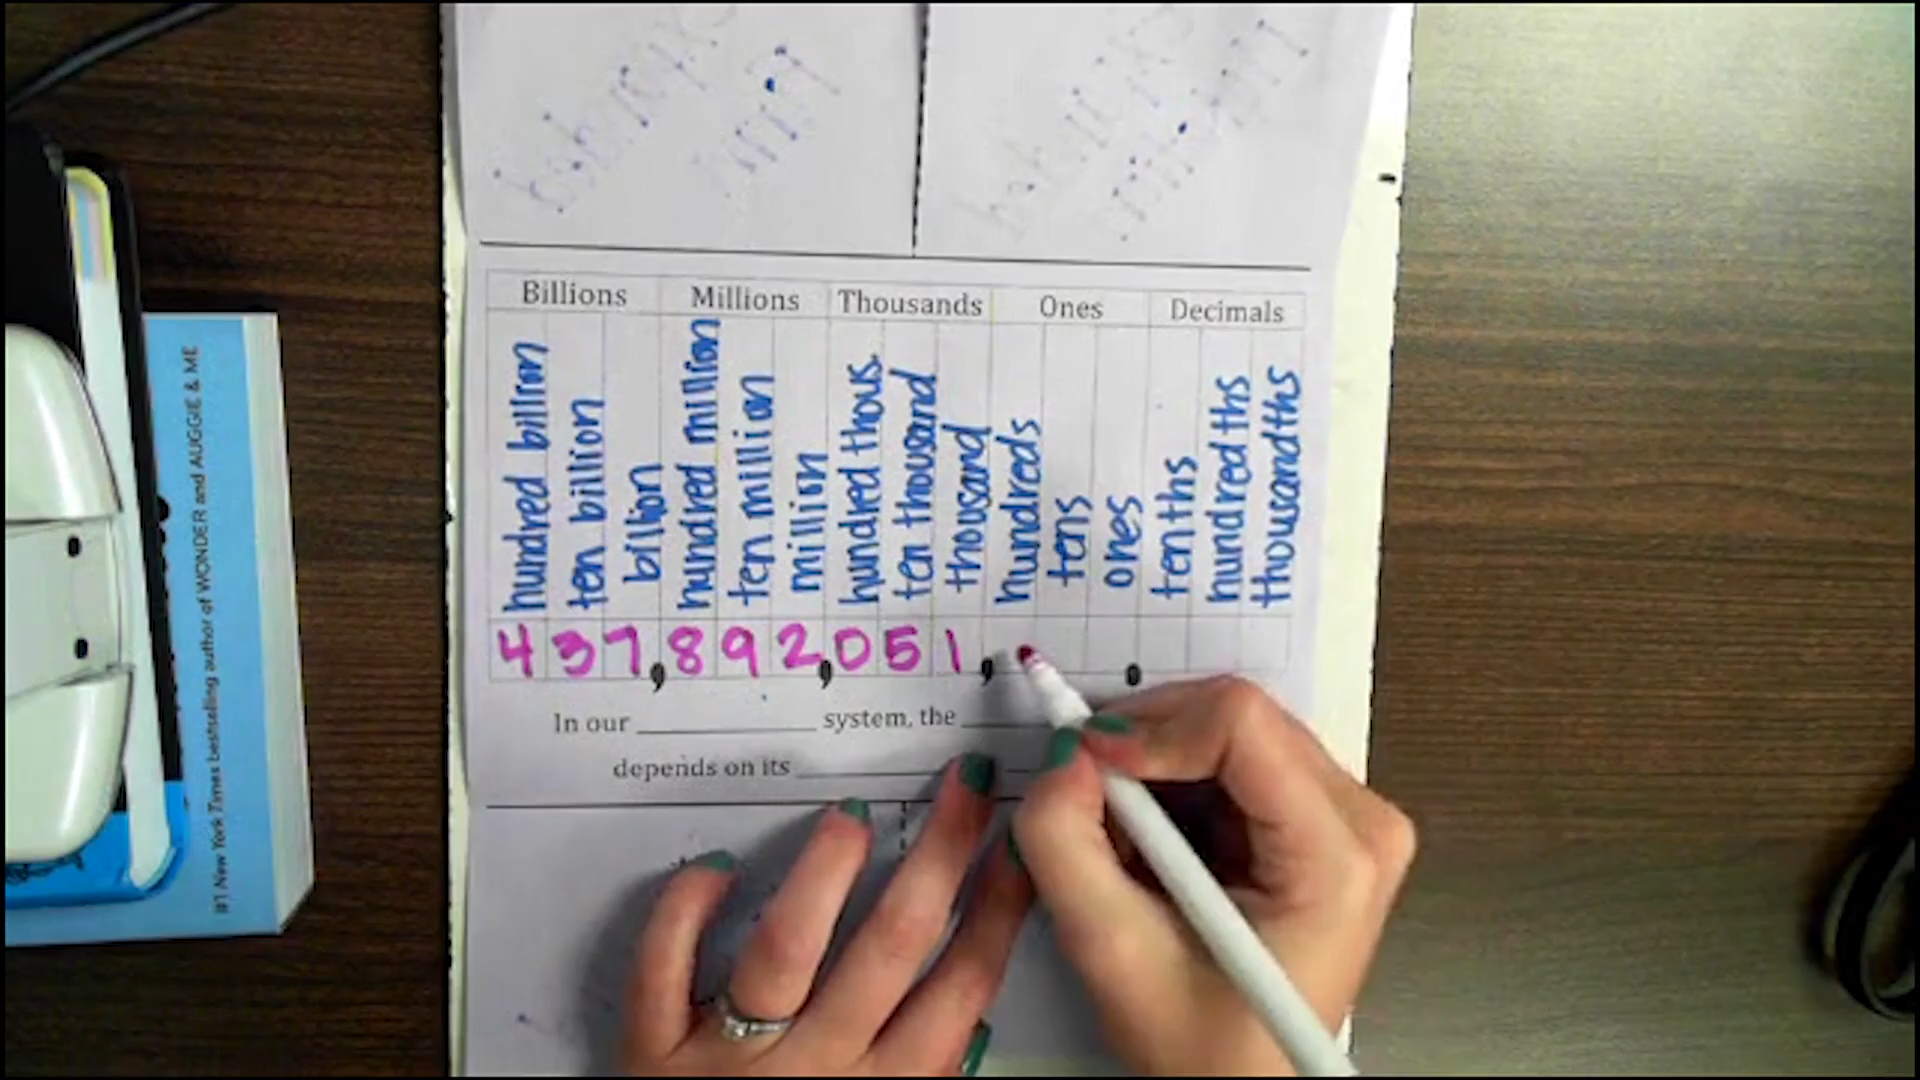 Billions Millions Thousands Ones Decimals
hundred billion
ten billion
billion
hundred million
ten million
million
hundred thous.
ten thousand
thousand
hundreds
tens
ones
tenths
hundredths
thousandths
437,892,051, .
In our __________ system, the
depends on its
#1 New York Times bestselling author of WONDER and AUGGIE & ME